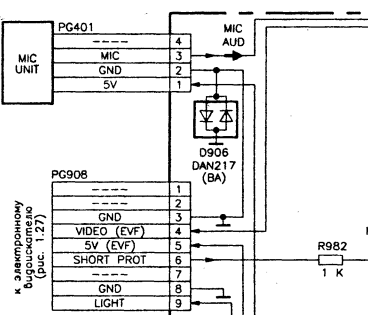 PG401
MIC
AUD
MIC
UNIT
---- 4
MIC 3
GND 2
5V 1
D906
DAN217
(BA)
PG908
к электронному
видоискателю
(рис. 1.27)
---- 1
---- 2
GND 3
VIDEO (EVF) 4
5V (EVF) 5
SHORT PROT 6
---- 7
GND 8
LIGHT 9
R982
1 K